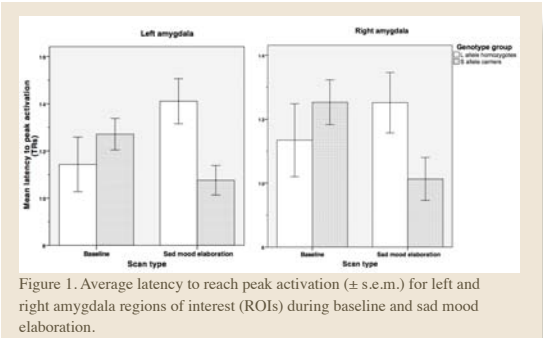 Left amygdala
Right amygdala
Genotype group
L allele homozygotes
S allele carriers
Mean latency to peak activation
(TRs)
Baseline
Sad mood elaboration
Scan type
Baseline
Sad mood elaboration
Scan type
Figure 1. Average latency to reach peak activation (± s.e.m.) for left and
right amygdala regions of interest (ROIs) during baseline and sad mood
elaboration.